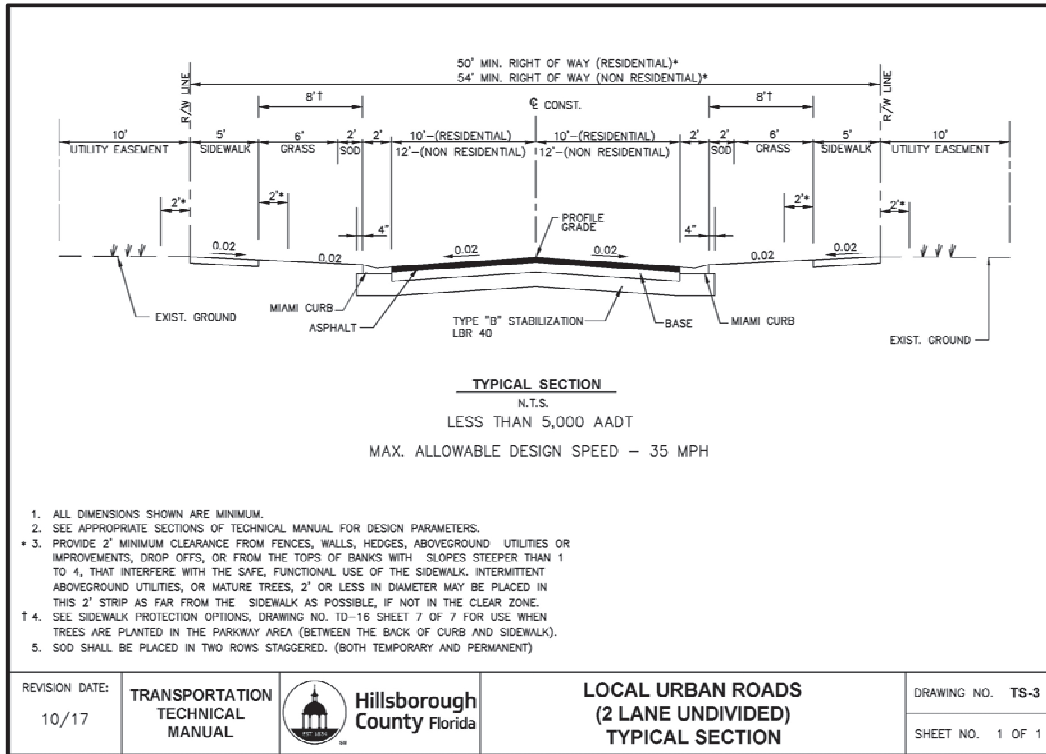 50' MIN. RIGHT OF WAY (RESIDENTIAL)*
54' MIN. RIGHT OF WAY (NON RESIDENTIAL)*
R/W LINE
8'†
℄ CONST.
8'†
R/W LINE
10' 5' 6' 2' 2' 10'-(RESIDENTIAL) 10'-(RESIDENTIAL) 2' 2' 6' 5' 10'
UTILITY EASEMENT SIDEWALK GRASS SOD 12'-(NON RESIDENTIAL) 12'-(NON RESIDENTIAL) SOD GRASS SIDEWALK UTILITY EASEMENT
2'* 2'* 4" PROFILE GRADE 4" 2'* 2'*
0.02 0.02 0.02 0.02 0.02 0.02
EXIST. GROUND
MIAMI CURB
ASPHALT
TYPE "B" STABILIZATION
LBR 40
BASE
MIAMI CURB
EXIST. GROUND
TYPICAL SECTION
N.T.S.
LESS THAN 5,000 AADT
MAX. ALLOWABLE DESIGN SPEED - 35 MPH
1. ALL DIMENSIONS SHOWN ARE MINIMUM.
2. SEE APPROPRIATE SECTIONS OF TECHNICAL MANUAL FOR DESIGN PARAMETERS.
* 3. PROVIDE 2' MINIMUM CLEARANCE FROM FENCES, WALLS, HEDGES, ABOVEGROUND UTILITIES OR
IMPROVEMENTS, DROP OFFS, OR FROM THE TOPS OF BANKS WITH SLOPES STEEPER THAN 1
TO 4, THAT INTERFERE WITH THE SAFE, FUNCTIONAL USE OF THE SIDEWALK. INTERMITTENT
ABOVEGROUND UTILITIES, OR MATURE TREES, 2' OR LESS IN DIAMETER MAY BE PLACED IN
THIS 2' STRIP AS FAR FROM THE SIDEWALK AS POSSIBLE, IF NOT IN THE CLEAR ZONE.
† 4. SEE SIDEWALK PROTECTION OPTIONS, DRAWING NO. TD-16 SHEET 7 OF 7 FOR USE WHEN
TREES ARE PLANTED IN THE PARKWAY AREA (BETWEEN THE BACK OF CURB AND SIDEWALK).
5. SOD SHALL BE PLACED IN TWO ROWS STAGGERED. (BOTH TEMPORARY AND PERMANENT)
REVISION DATE:
10/17
TRANSPORTATION
TECHNICAL
MANUAL
EST 1834
Hillsborough
County Florida
LOCAL URBAN ROADS
(2 LANE UNDIVIDED)
TYPICAL SECTION
DRAWING NO. TS-3
SHEET NO. 1 OF 1